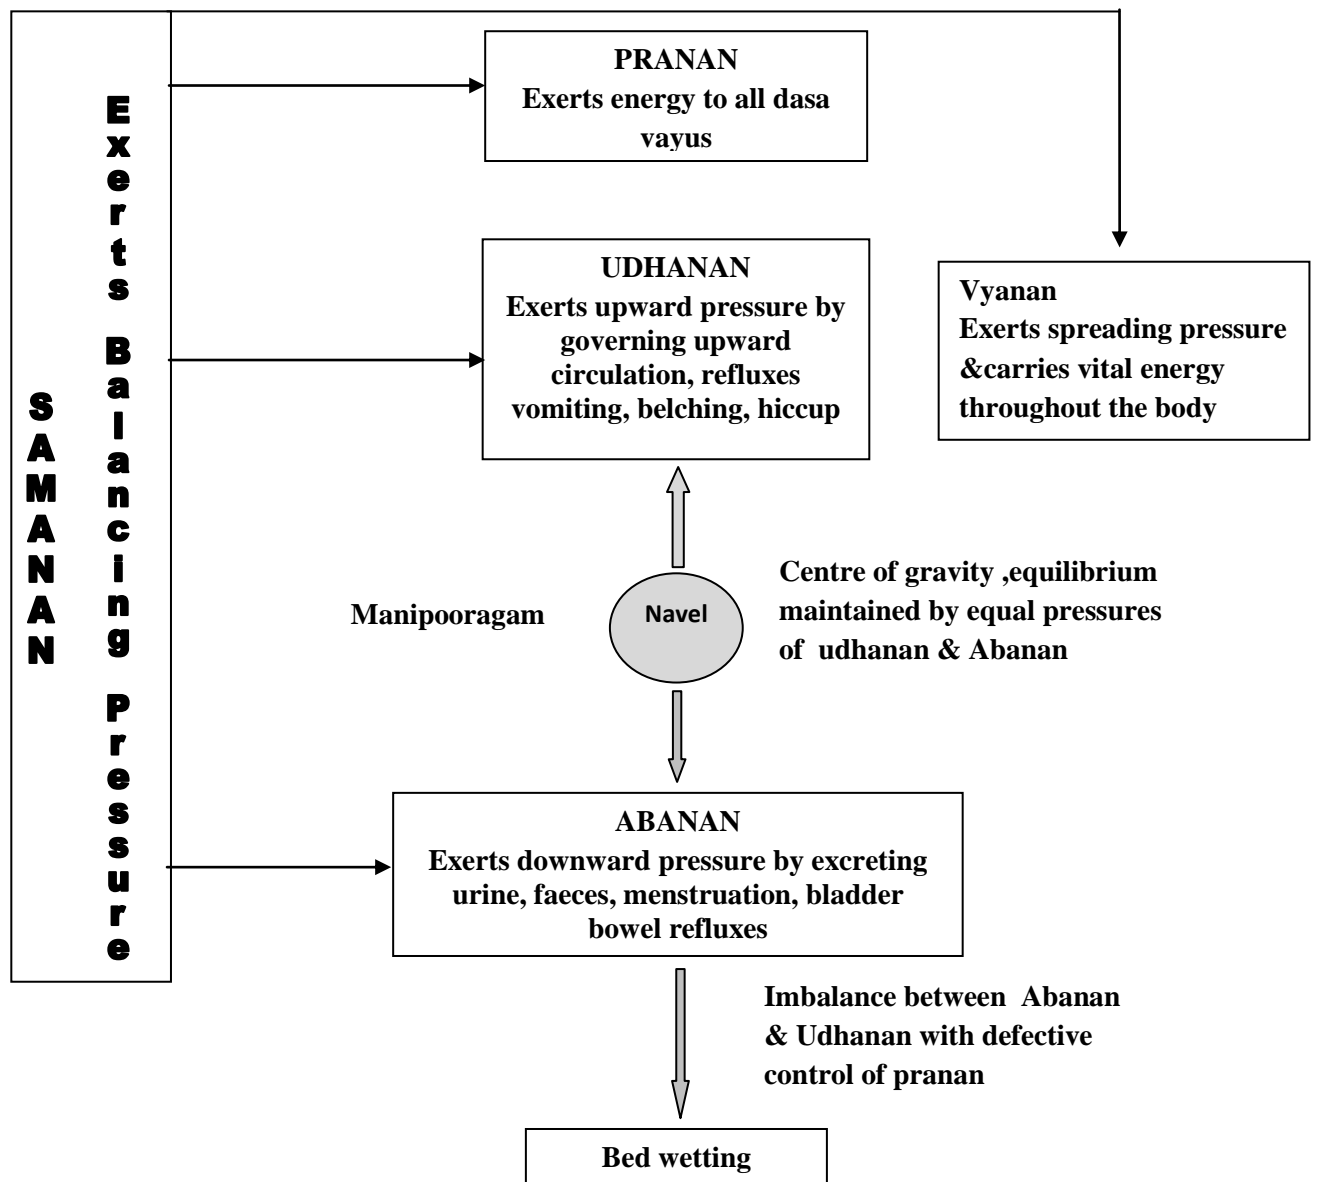 SAMANAN
Exerts Balancing Pressure
PRANAN
Exerts energy to all dasa
vayus
UDHANAN
Exerts upward pressure by
governing upward
circulation, refluxes
vomiting, belching, hiccup
Vyanan
Exerts spreading pressure
&carries vital energy
throughout the body
Manipooragam
Navel
Centre of gravity ,equilibrium
maintained by equal pressures
of udhanan & Abanan
ABANAN
Exerts downward pressure by excreting
urine, faeces, menstruation, bladder
bowel refluxes
Imbalance between Abanan
& Udhanan with defective
control of pranan
Bed wetting